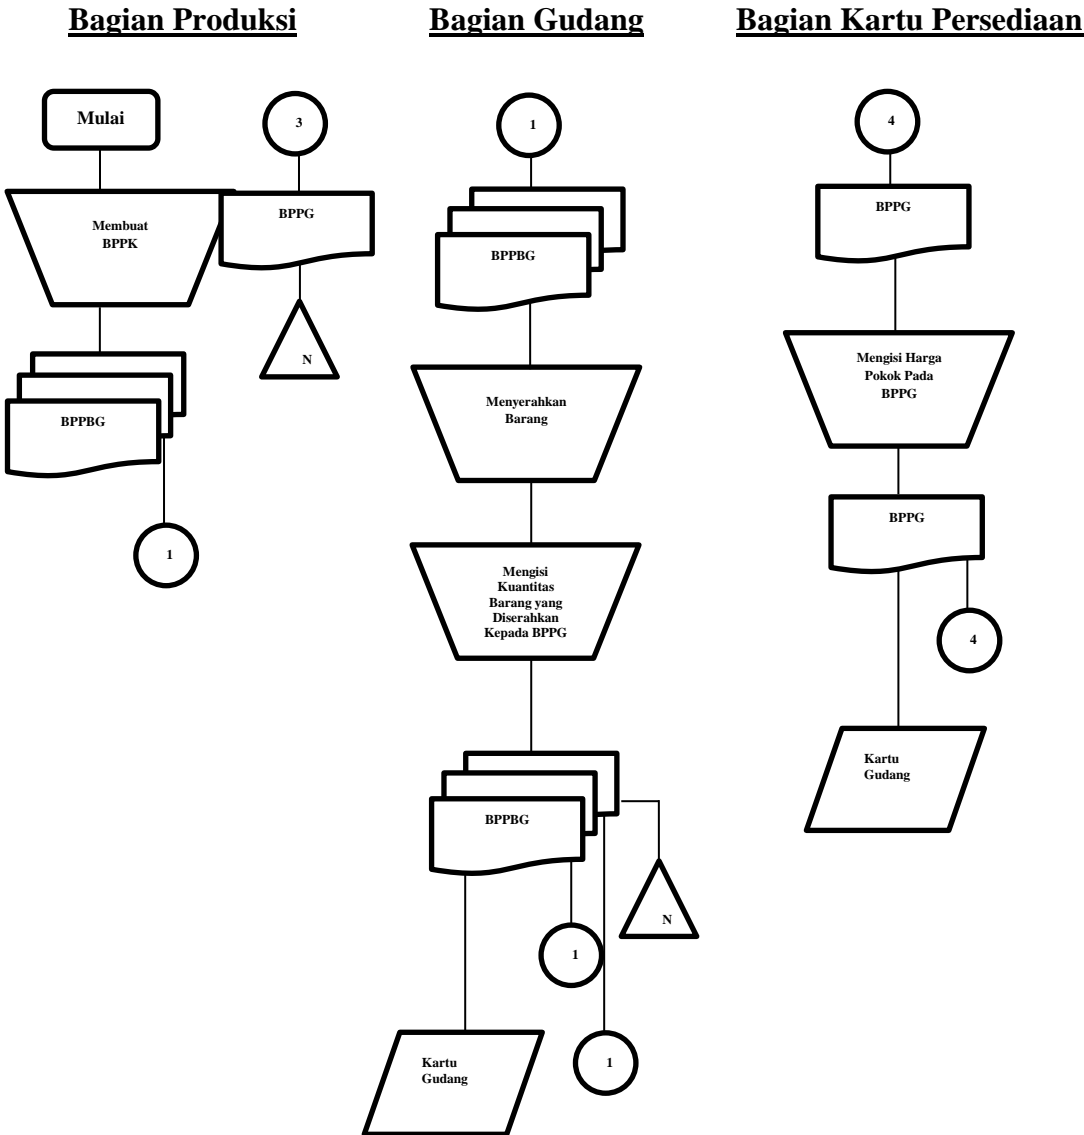 Bagian Produksi
Bagian Gudang
Bagian Kartu Persediaan
Mulai
Membuat
BPPK
BPPBG
1
3
BPPG
N
1
BPPBG
Menyerahkan
Barang
Mengisi
Kuantitas
Barang yang
Diserahkan
Kepada BPPG
BPPBG
N
1
1
Kartu
Gudang
4
BPPG
Mengisi Harga
Pokok Pada
BPPG
BPPG
4
Kartu
Gudang